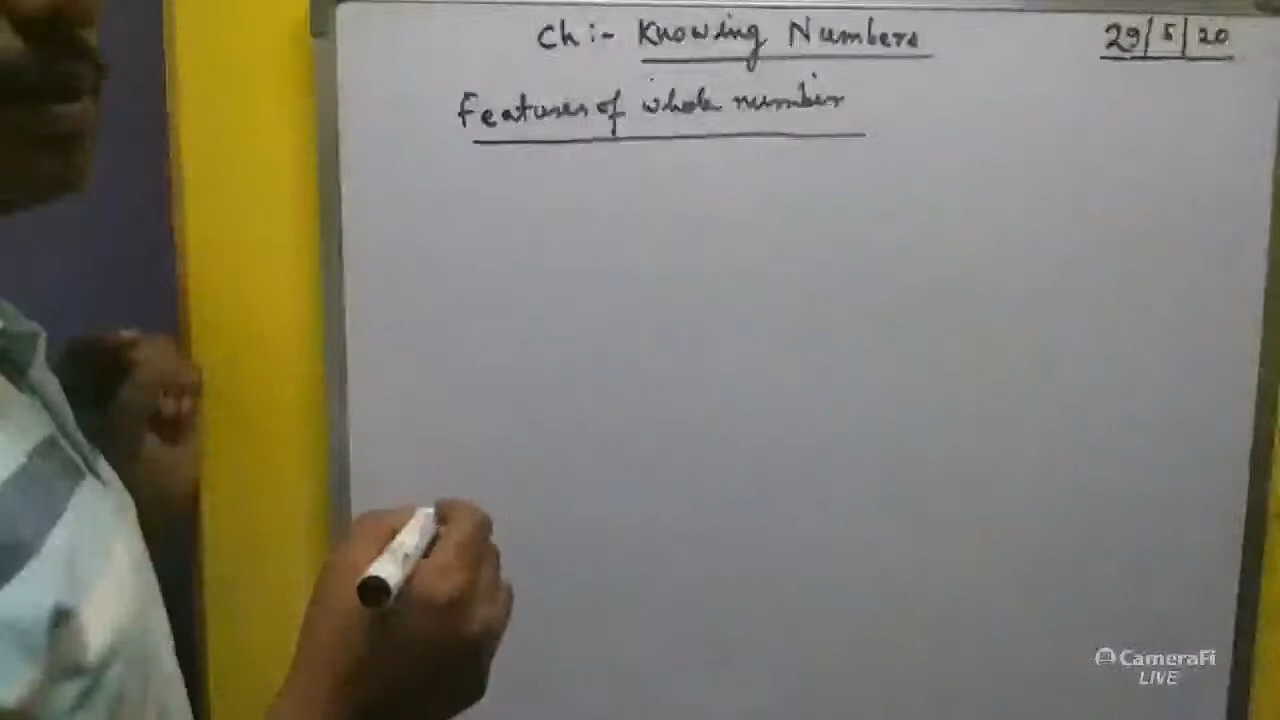 Ch :- Knowing Numbers
29/5/20
Features of whole number
CameraFi
LIVE